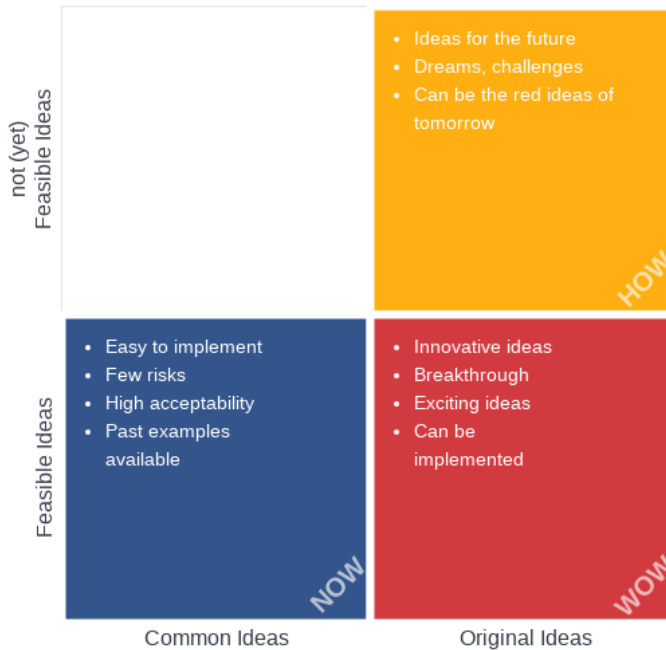 not (yet)
Feasible Ideas
• Ideas for the future
• Dreams, challenges
• Can be the red ideas of
tomorrow
HOW
Feasible Ideas
• Easy to implement
• Few risks
• High acceptability
• Past examples
available
NOW
• Innovative ideas
• Breakthrough
• Exciting ideas
• Can be
implemented
WOW
Common Ideas
Original Ideas